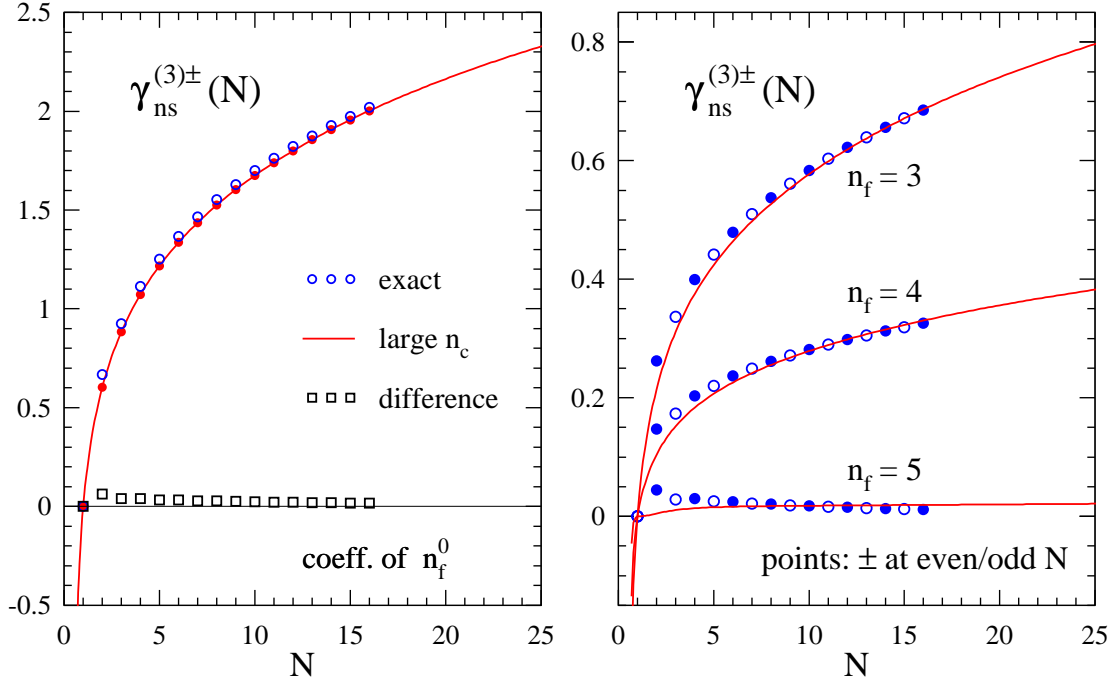 2.5
2
1.5
1
0.5
0
-0.5
0 5 10 15 20 25
N
γ_ns^(3)±(N)
exact
large n_c
difference
coeff. of n_f^0
0.8
0.6
0.4
0.2
0
0 5 10 15 20 25
N
γ_ns^(3)±(N)
n_f = 3
n_f = 4
n_f = 5
points: ± at even/odd N